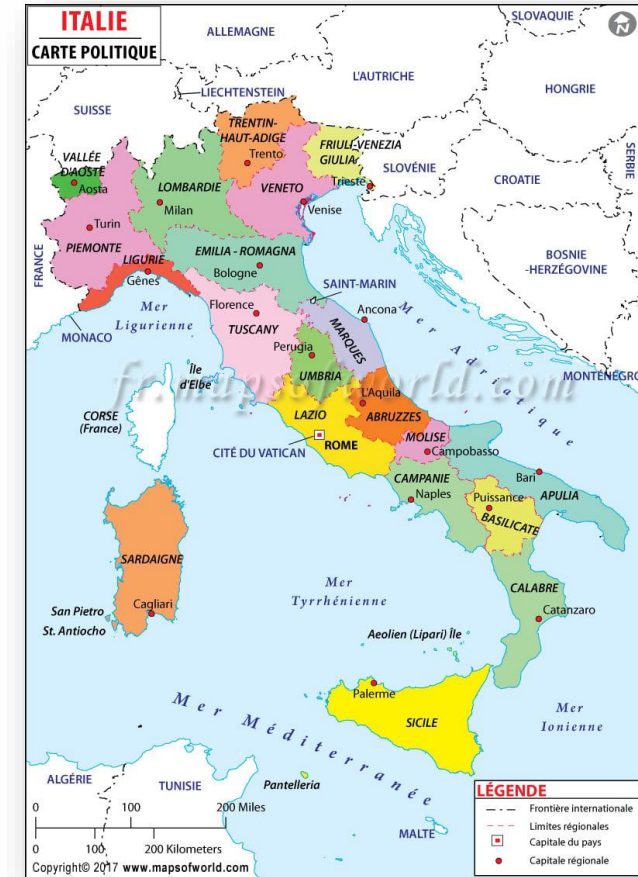 ITALIE
CARTE POLITIQUE
ALLEMAGNE
SLOVAQUIE
L'AUTRICHE
HONGRIE
LIECHTENSTEIN
SUISSE
TRENTIN-
HAUT-ADIGE
Trento
FRIULI-VENEZIA
GIULIA
Trieste
SLOVÉNIE
SERBIE
CROATIE
VALLÉE
D'AOSTE
Aosta
LOMBARDIE
Milan
VENETO
Venise
Turin
PIEMONTE
FRANCE
LIGURIE
Gênes
EMILIA - ROMAGNA
Bologne
BOSNIE
-HERZÉGOVINE
SAINT-MARIN
Mer
Ligurienne
MONACO
Florence
TUSCANY
MARQUES
Ancona
Mer Adriatique
Perugia
UMBRIA
Île
d'Elbe
MONTÉNÉGRO
fr.mapsofworld.com
L'Aquila
ABRUZZES
LAZIO
CORSE
(France)
CITÉ DU VATICAN
ROME
MOLISE
Campobasso
CAMPANIE
Naples
Bari
APULIA
Puissance
BASILICATE
SARDAIGNE
Cagliari
San Pietro
St. Antiocho
Mer
Tyrrhénienne
CALABRE
Catanzaro
Aeolien (Lipari) Île
Palerme
SICILE
Mer
Ionienne
Mer Méditerranée
ALGÉRIE
TUNISIE
Pantelleria
MALTE
0 100 200 Miles
0 100 200 Kilometers
Copyright© 2017 www.mapsofworld.com
LÉGENDE
Frontière internationale
Limites régionales
Capitale du pays
Capitale régionale